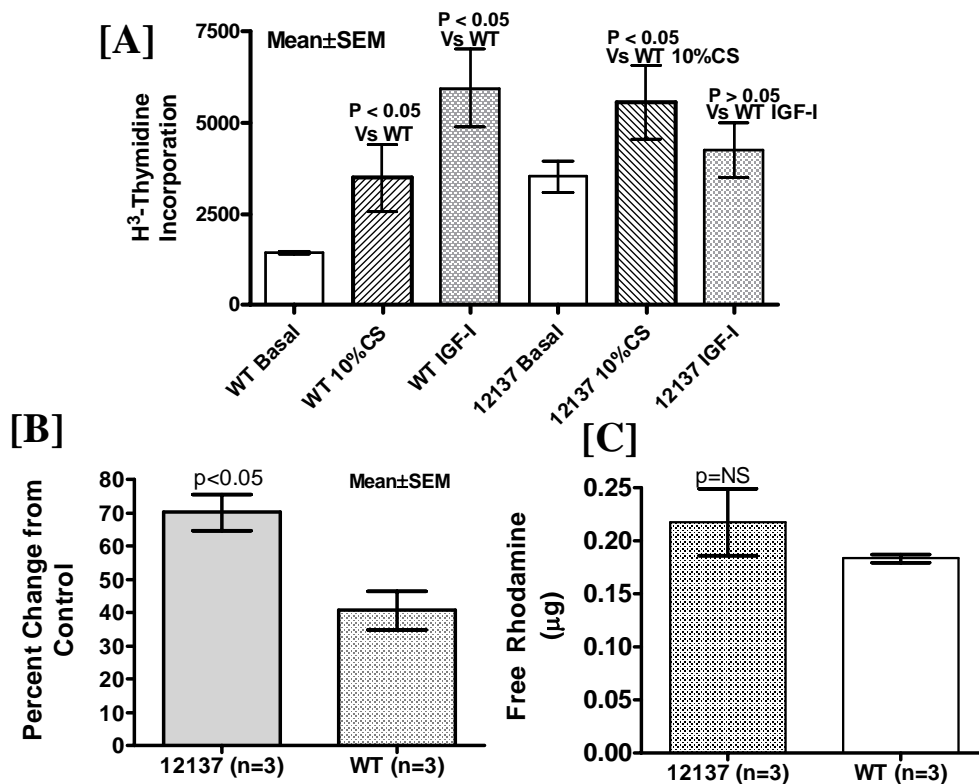 [A]
Mean±SEM
P < 0.05
Vs WT
P < 0.05
Vs WT
P < 0.05
Vs WT 10%CS
P > 0.05
Vs WT IGF-I
H³-Thymidine
Incorporation
7500
5000
2500
0
WT Basal
WT 10%CS
WT IGF-I
12137 Basal
12137 10%CS
12137 IGF-I
[B]
p<0.05
Mean±SEM
Percent Change from
Control
80
70
60
50
40
30
20
10
0
12137 (n=3)
WT (n=3)
[C]
p=NS
Free Rhodamine
(μg)
0.25
0.20
0.15
0.10
0.05
0.00
12137 (n=3)
WT (n=3)